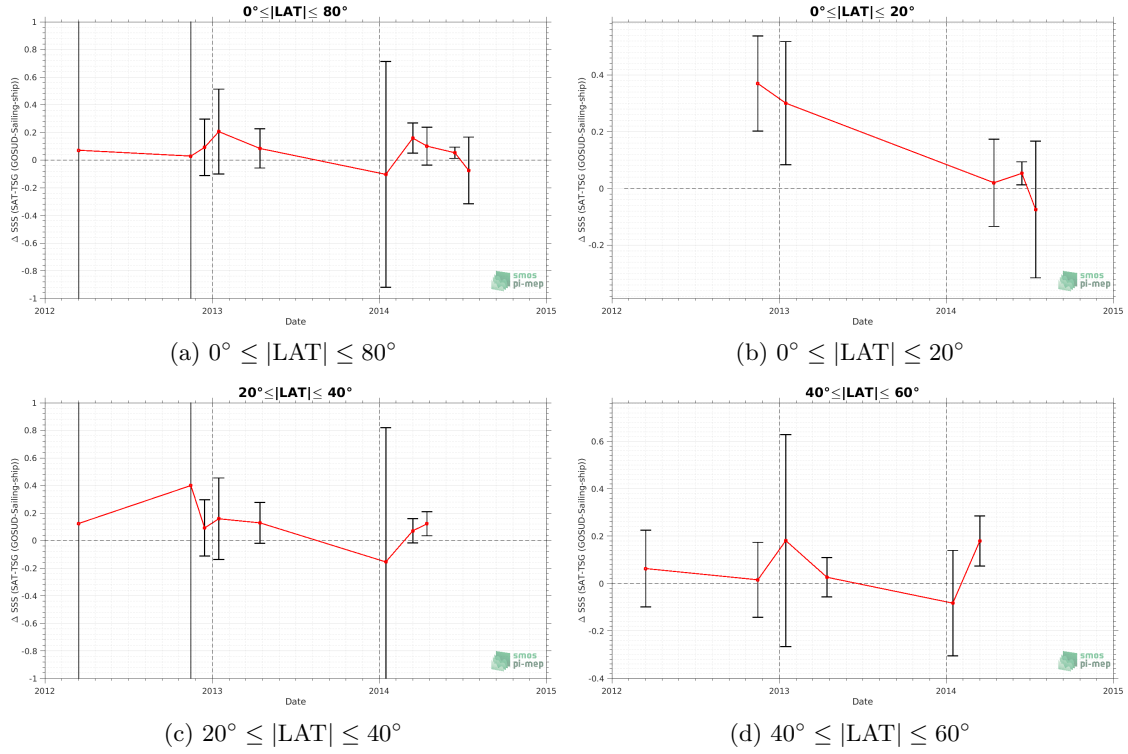 0°≤|LAT|≤ 80°
Δ SSS (SAT-TSG (GOSUD-Sailing-ship))
1
0.8
0.6
0.4
0.2
0
-0.2
-0.4
-0.6
-0.8
-1
2012
2013
2014
2015
Date
smos
pi-mep
(a) 0° ≤ |LAT| ≤ 80°
0°≤|LAT|≤ 20°
Δ SSS (SAT-TSG (GOSUD-Sailing-ship))
0.4
0.2
0
-0.2
2012
2013
2014
2015
Date
smos
pi-mep
(b) 0° ≤ |LAT| ≤ 20°
20°≤|LAT|≤ 40°
Δ SSS (SAT-TSG (GOSUD-Sailing-ship))
1
0.8
0.6
0.4
0.2
0
-0.2
-0.4
-0.6
-0.8
-1
2012
2013
2014
2015
Date
smos
pi-mep
(c) 20° ≤ |LAT| ≤ 40°
40°≤|LAT|≤ 60°
Δ SSS (SAT-TSG (GOSUD-Sailing-ship))
0.6
0.4
0.2
0
-0.2
-0.4
2012
2013
2014
2015
Date
smos
pi-mep
(d) 40° ≤ |LAT| ≤ 60°